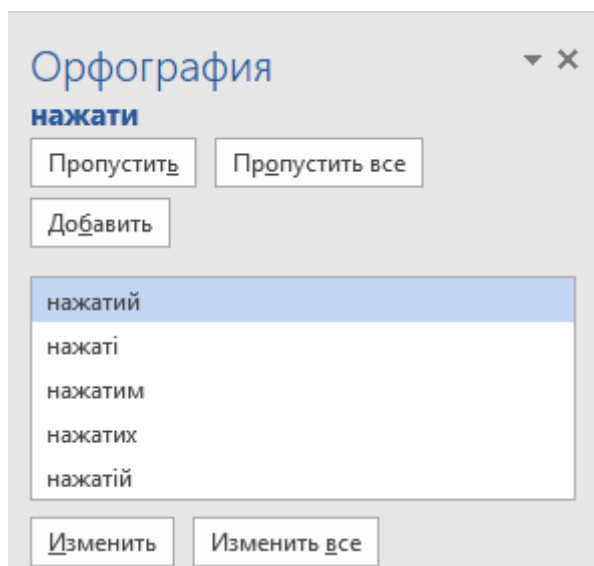 Орфография
нажати
Пропустить Пропустить все
Добавить
нажатий
нажаті
нажатим
нажатих
нажатій
Изменить Изменить все